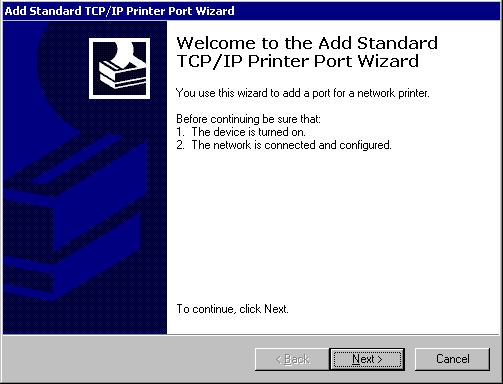 Add Standard TCP/IP Printer Port Wizard
Welcome to the Add Standard
TCP/IP Printer Port Wizard
You use this wizard to add a port for a network printer.
Before continuing be sure that:
1. The device is turned on.
2. The network is connected and configured.
To continue, click Next.
< Back Next > Cancel